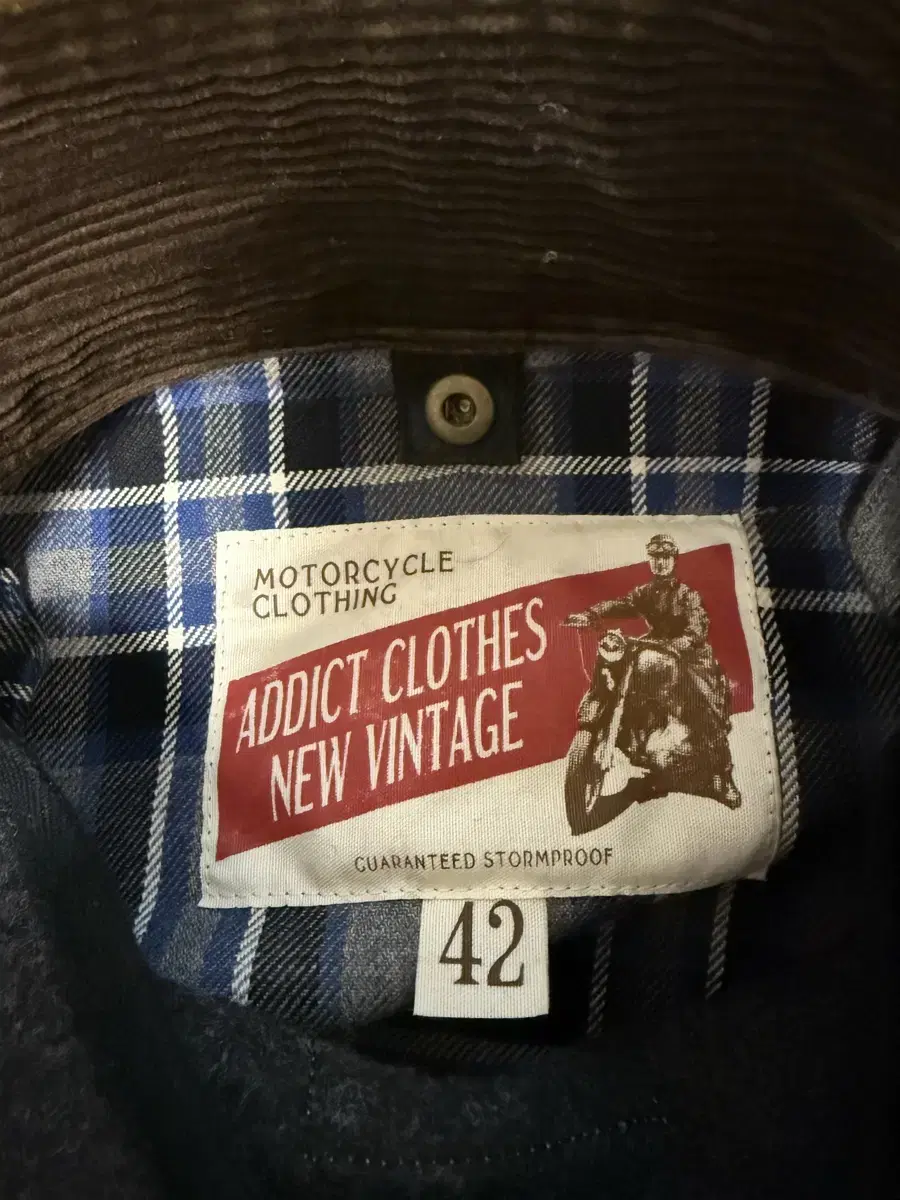 MOTORCYCLE
CLOTHING
ADDICT CLOTHES
NEW VINTAGE
GUARANTEED STORMPROOF
42